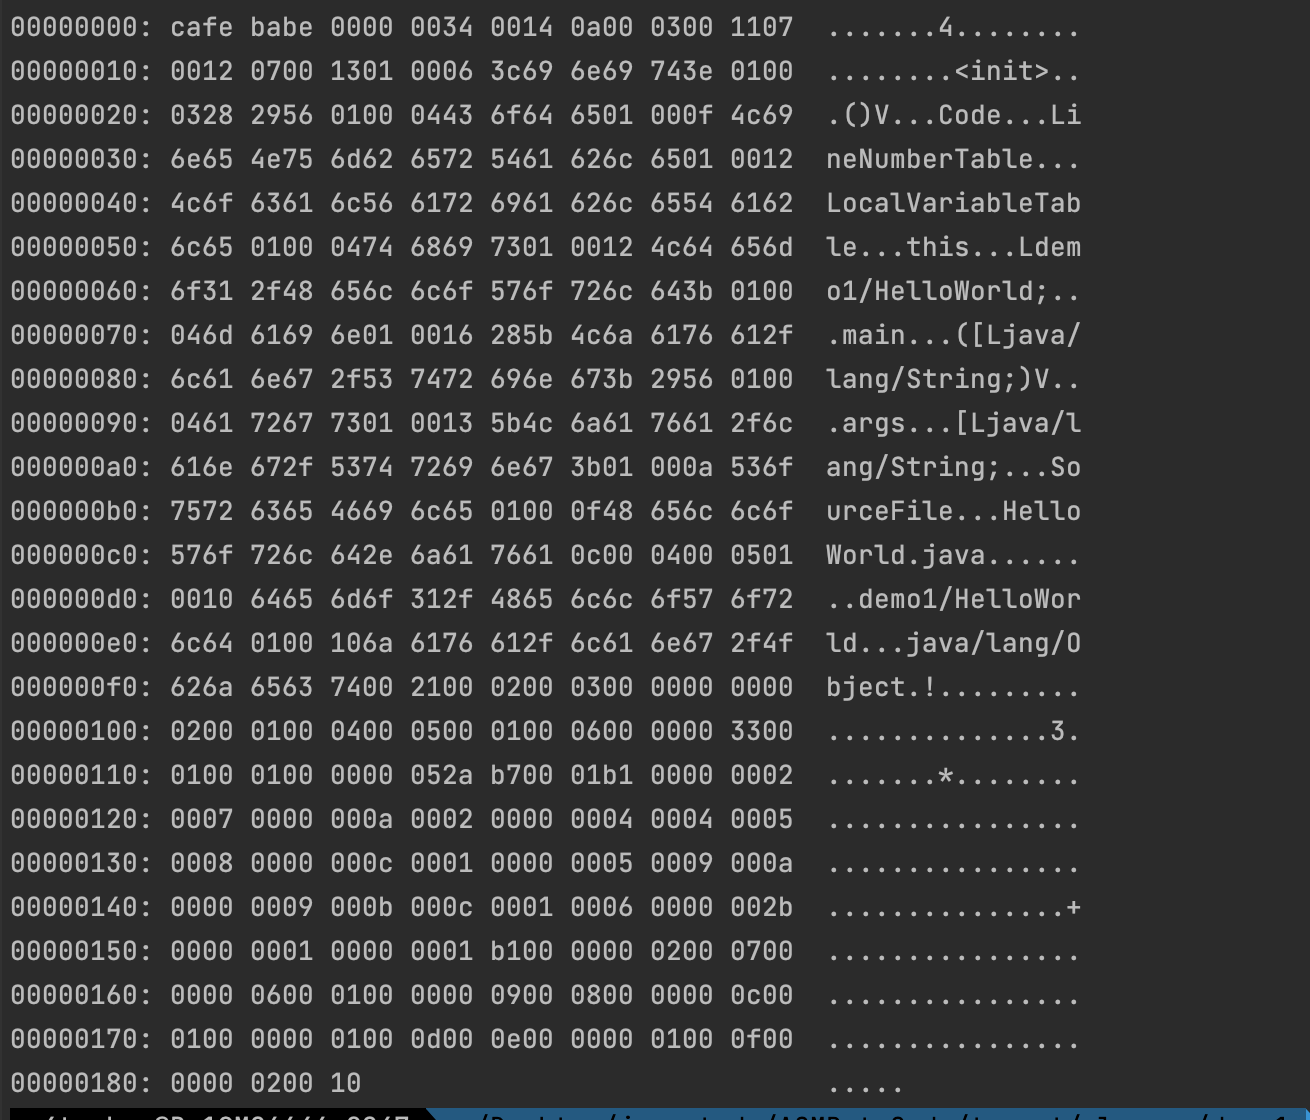 00000000: cafe babe 0000 0034 0014 0a00 0300 1107  .......4........
00000010: 0012 0700 1301 0006 3c69 6e69 743e 0100  ........<init>..
00000020: 0328 2956 0100 0443 6f64 6501 000f 4c69  .()V...Code...Li
00000030: 6e65 4e75 6d62 6572 5461 626c 6501 0012  neNumberTable...
00000040: 4c6f 6361 6c56 6172 6961 626c 6554 6162  LocalVariableTab
00000050: 6c65 0100 0474 6869 7301 0012 4c64 656d  le...this...Ldem
00000060: 6f31 2f48 656c 6c6f 576f 726c 643b 0100  o1/HelloWorld;..
00000070: 046d 6169 6e01 0016 285b 4c6a 6176 612f  .main...([Ljava/
00000080: 6c61 6e67 2f53 7472 696e 673b 2956 0100  lang/String;)V..
00000090: 0461 7267 7301 0013 5b4c 6a61 7661 2f6c  .args...[Ljava/l
000000a0: 616e 672f 5374 7269 6e67 3b01 000a 536f  ang/String;...So
000000b0: 7572 6365 4669 6c65 0100 0f48 656c 6c6f  urceFile...Hello
000000c0: 576f 726c 642e 6a61 7661 0c00 0400 0501  World.java......
000000d0: 0010 6465 6d6f 312f 4865 6c6c 6f57 6f72  ..demo1/HelloWor
000000e0: 6c64 0100 106a 6176 612f 6c61 6e67 2f4f  ld...java/lang/O
000000f0: 626a 6563 7400 2100 0200 0300 0000 0000  bject.!.........
00000100: 0200 0100 0400 0500 0100 0600 0000 3300  ..............3.
00000110: 0100 0100 0000 052a b700 01b1 0000 0002  .......*........
00000120: 0007 0000 000a 0002 0000 0004 0004 0005  ................
00000130: 0008 0000 000c 0001 0000 0005 0009 000a  ................
00000140: 0000 0009 000b 000c 0001 0006 0000 002b  ...............+
00000150: 0000 0001 0000 0001 b100 0000 0200 0700  ................
00000160: 0000 0600 0100 0000 0900 0800 0000 0c00  ................
00000170: 0100 0000 0100 0d00 0e00 0000 0100 0f00  ................
00000180: 0000 0200 10  .....